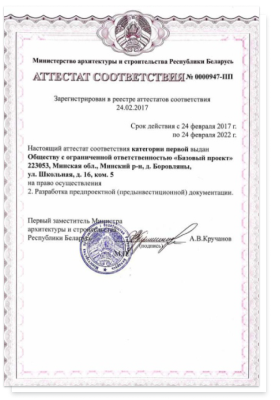 Министерство архитектуры и строительства Республики Беларусь
АТТЕСТАТ СООТВЕТСТВИЯ № 0000947-ПП
Зарегистрирован в реестре аттестатов соответствия
24.02.2017
Срок действия с 24 февраля 2017 г.
по 24 февраля 2022 г.
Настоящий аттестат соответствия категории первой выдан
Обществу с ограниченной ответственностью «Базовый проект»
223053, Минская обл., Минский р-н, д. Боровляны,
ул. Школьная, д. 16, ком. 5
на право осуществления
2. Разработка предпроектной (предынвестиционной) документации.
Первый заместитель Министра
архитектуры и строительства
Республики Беларусь
А.В.Кручанов
(подпись)
М.П.